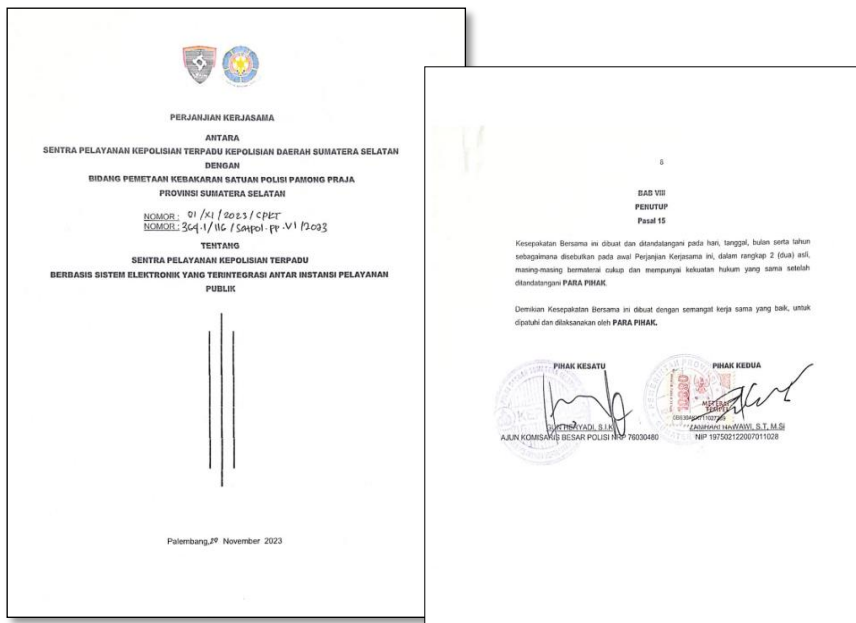 PERJANJIAN KERJASAMA
ANTARA
SENTRA PELAYANAN KEPOLISIAN TERPADU KEPOLISIAN DAERAH SUMATERA SELATAN
DENGAN
BIDANG PEMETAAN KEBAKARAN SATUAN POLISI PAMONG PRAJA
PROVINSI SUMATERA SELATAN
NOMOR : 01 / XI / 2023 / CPKT
NOMOR : 364.1 / 116 / Satpol.pp.VI / 2023
TENTANG
SENTRA PELAYANAN KEPOLISIAN TERPADU
BERBASIS SISTEM ELEKTRONIK YANG TERINTEGRASI ANTAR INSTANSI PELAYANAN
PUBLIK
Palembang, November 2023
BAB VIII
PENUTUP
Pasal 15
Kesepakatan Bersama ini dibuat dan ditandatangani pada hari, tanggal, bulan serta tahun
sebagaimana disebutkan pada awal Perjanjian Kerjasama ini, dalam rangkap 2 (dua) asli,
masing-masing bermaterai cukup dan mempunyai kekuatan hukum yang sama setelah
ditandatangani PARA PIHAK.
Demikian Kesepakatan Bersama ini dibuat dengan semangat kerja sama yang baik, untuk
dipatuhi dan dilaksanakan oleh PARA PIHAK.
PIHAK KESATU
PIHAK KEDUA
10000
METERAI
TEMPEL
S.I.K
HAWAWI, S.T, M.Si
AJUN KOMISARIS BESAR POLISI NRP 76030480
NIP 197502122007011028